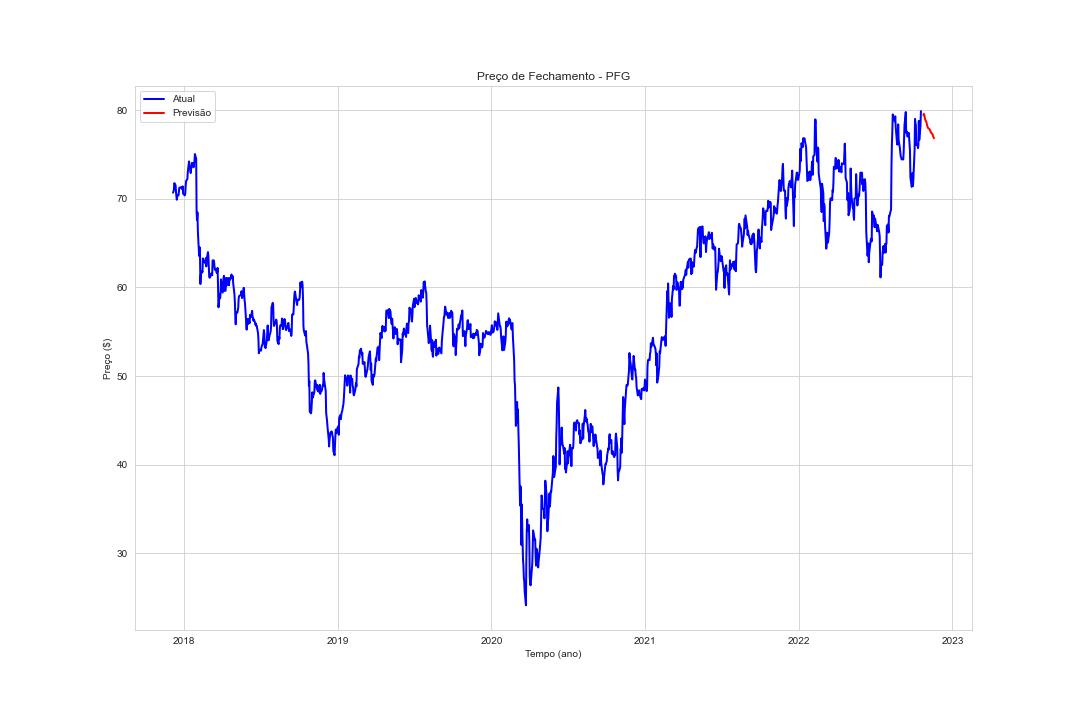 Preço de Fechamento - PFG
Atual
Previsão
80
70
60
50
40
30
Preço ($)
2018
2019
2020
2021
2022
2023
Tempo (ano)